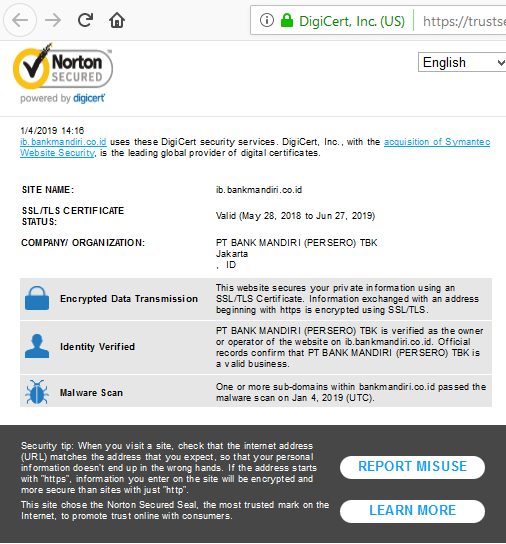 DigiCert, Inc. (US)
https://trustse
Norton
SECURED
powered by digicert
English
1/4/2019 14:16
ib.bankmandiri.co.id uses these DigiCert security services. DigiCert, Inc., with the acquisition of Symantec
Website Security, is the leading global provider of digital certificates.
SITE NAME:
ib.bankmandiri.co.id
SSL/TLS CERTIFICATE
STATUS:
Valid (May 28, 2018 to Jun 27, 2019)
COMPANY/ ORGANIZATION:
PT BANK MANDIRI (PERSERO) TBK
Jakarta
, ID
Encrypted Data Transmission
This website secures your private information using an
SSL/TLS Certificate. Information exchanged with an address
beginning with https is encrypted using SSL/TLS.
Identity Verified
PT BANK MANDIRI (PERSERO) TBK is verified as the owner
or operator of the website on ib.bankmandiri.co.id. Official
records confirm that PT BANK MANDIRI (PERSERO) TBK is
a valid business.
Malware Scan
One or more sub-domains within bankmandiri.co.id passed the
malware scan on Jan 4, 2019 (UTC).
Security tip: When you visit a site, check that the internet address
(URL) matches the address that you expect, so that your personal
information doesn't end up in the wrong hands. If the address starts
with "https", information you enter on the site will be encrypted and
more secure than sites with just "http".
This site chose the Norton Secured Seal, the most trusted mark on the
Internet, to promote trust online with consumers.
REPORT MISUSE
LEARN MORE